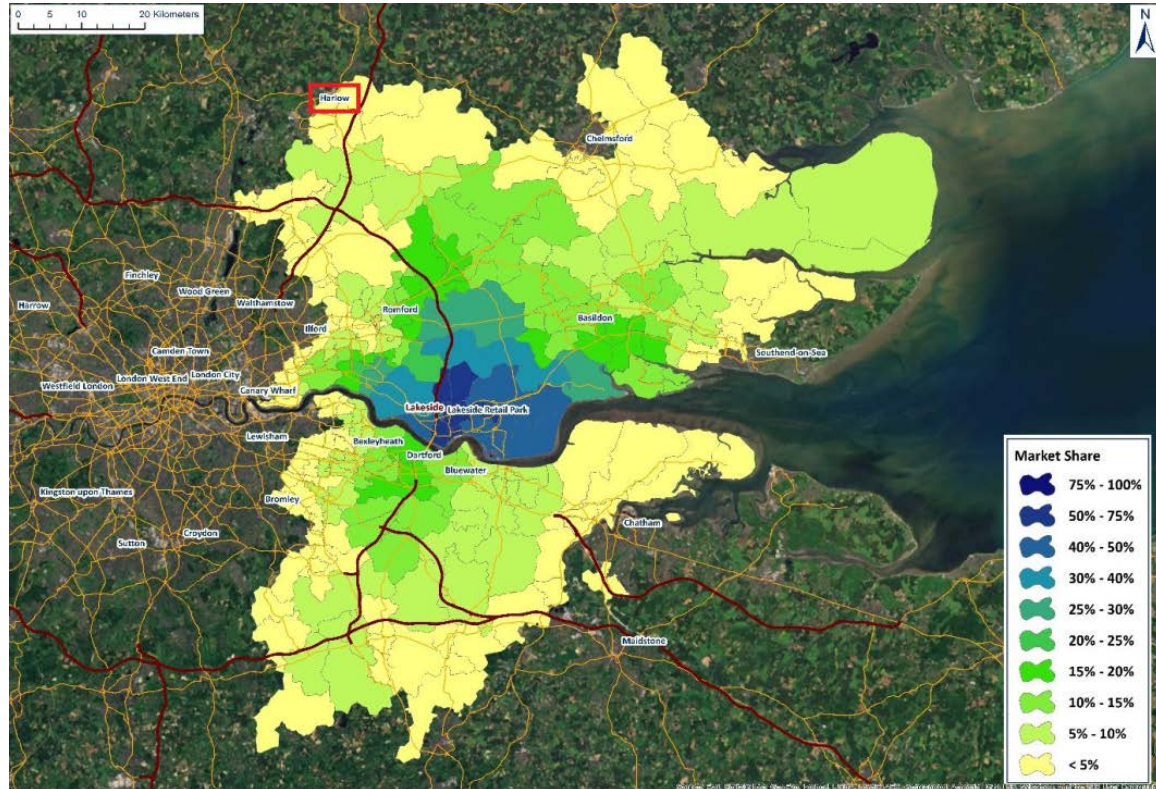 0 5 10 20 Kilometers
N
Harlow
Chelmsford
Finchley
Wood Green
Harrow
Walthamstow
Romford
Ilford
Basildon
Camden Town
Southend-on-Sea
London West End
London City
Westfield London
Canary Wharf
Lakeside
Lakeside Retail Park
Lewisham
Bexleyheath
Dartford
Bluewater
Kingston upon Thames
Bromley
Chatham
Croydon
Sutton
Maidstone
Market Share
75% - 100%
50% - 75%
40% - 50%
30% - 40%
25% - 30%
20% - 25%
15% - 20%
10% - 15%
5% - 10%
< 5%